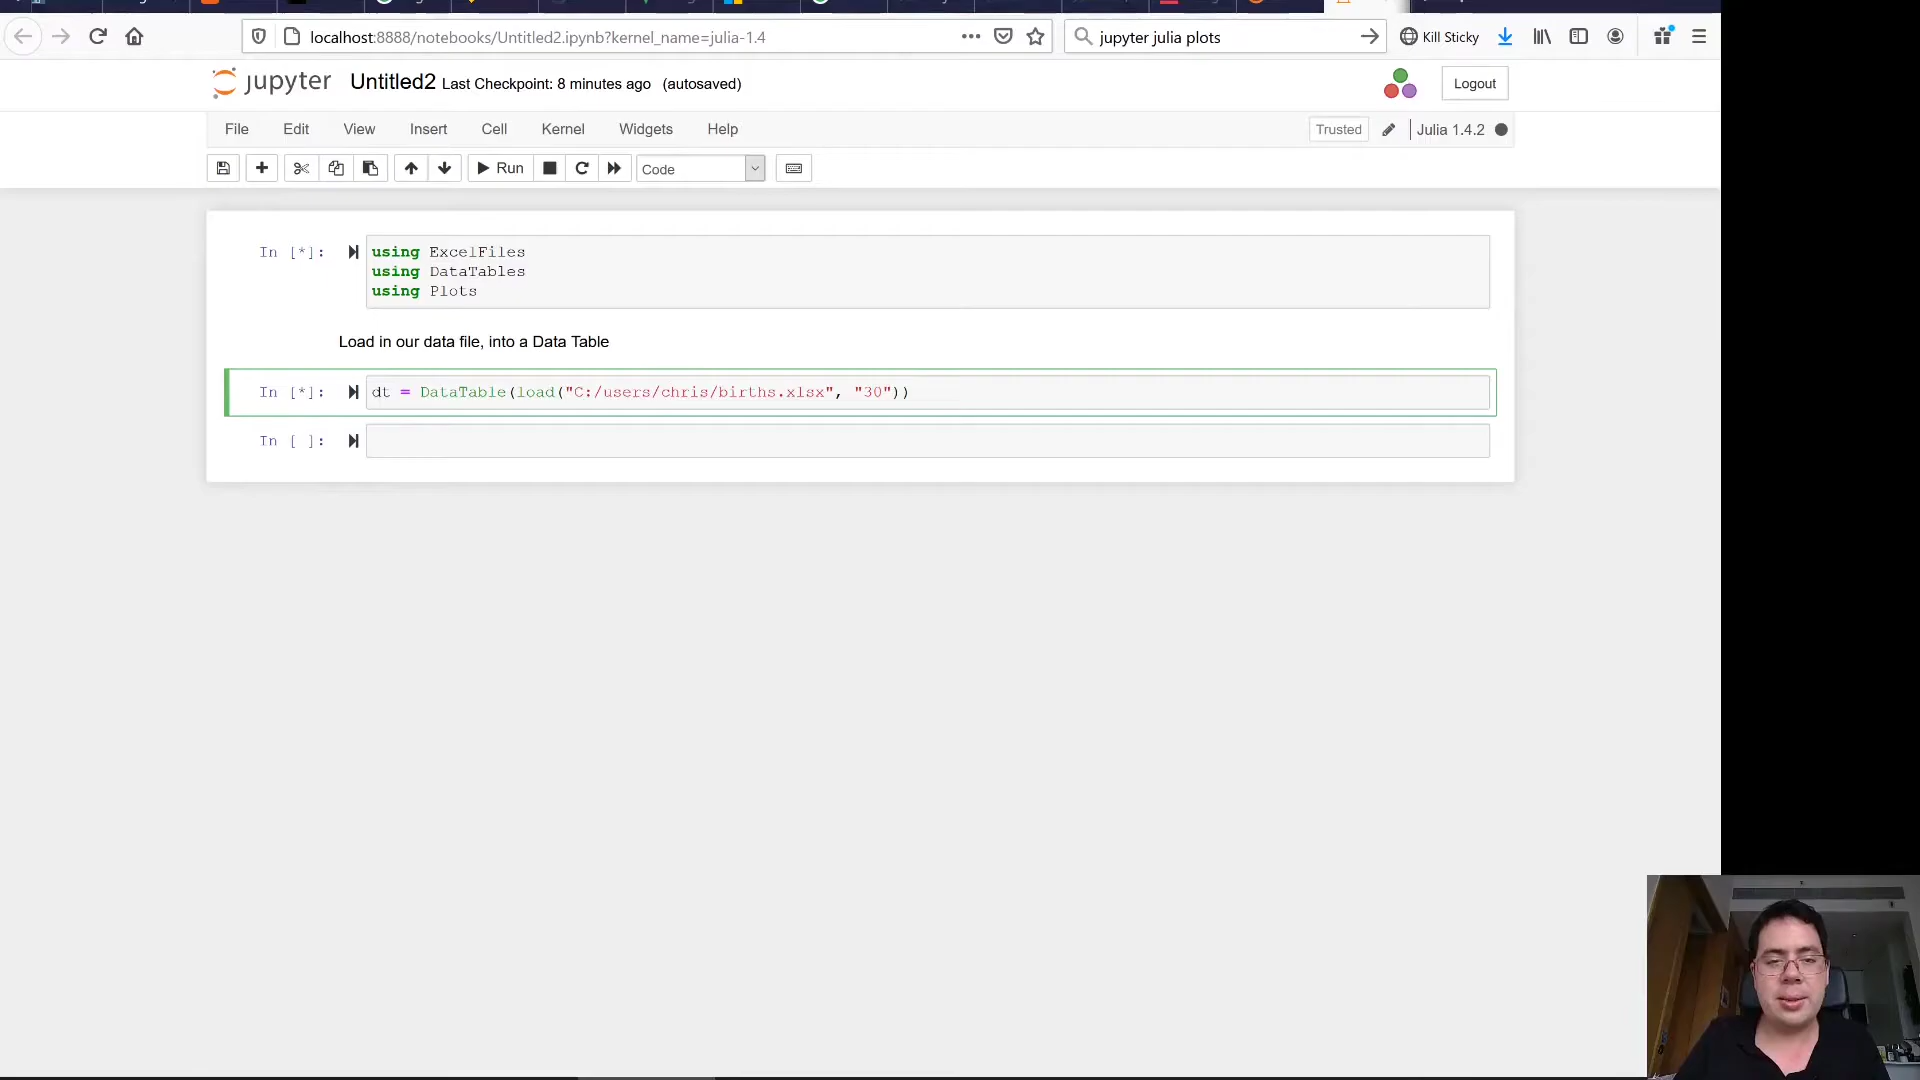 localhost:8888/notebooks/Untitled2.ipynb?kernel_name=julia-1.4
jupyter julia plots
Kill Sticky
jupyter Untitled2 Last Checkpoint: 8 minutes ago (autosaved)
Logout
File Edit View Insert Cell Kernel Widgets Help
Trusted
Julia 1.4.2
Run
Code
In [*]:
using ExcelFiles
using DataTables
using Plots
Load in our data file, into a Data Table
In [*]:
dt = DataTable(load("C:/users/chris/births.xlsx", "30"))
In [ ]: